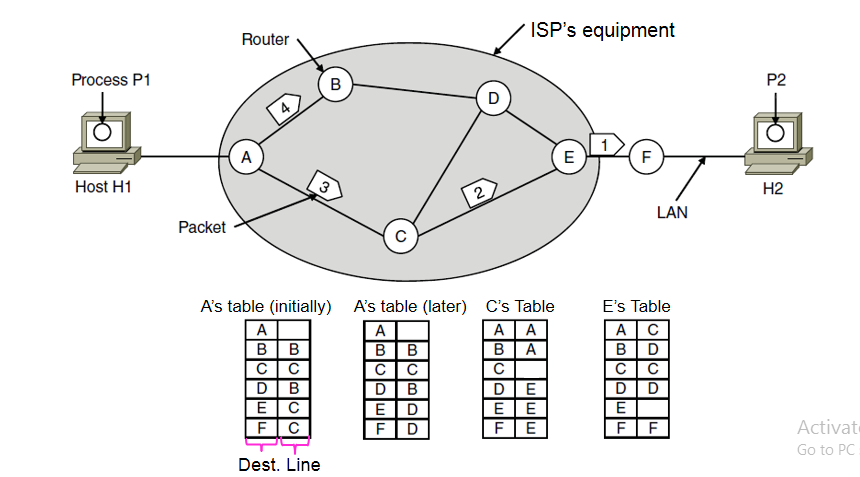 ISP's equipment
Router
Process P1
P2
B
D
4
A
1
E
F
3
2
Host H1
H2
LAN
Packet
C
A's table (initially)
A
B B
C C
D B
E C
F C
Dest. Line
A's table (later)
A
B B
C C
D B
E D
F D
C's Table
A A
B A
C
D E
E E
F E
E's Table
A C
B D
C C
D D
E
F F
Activat
Go to PC